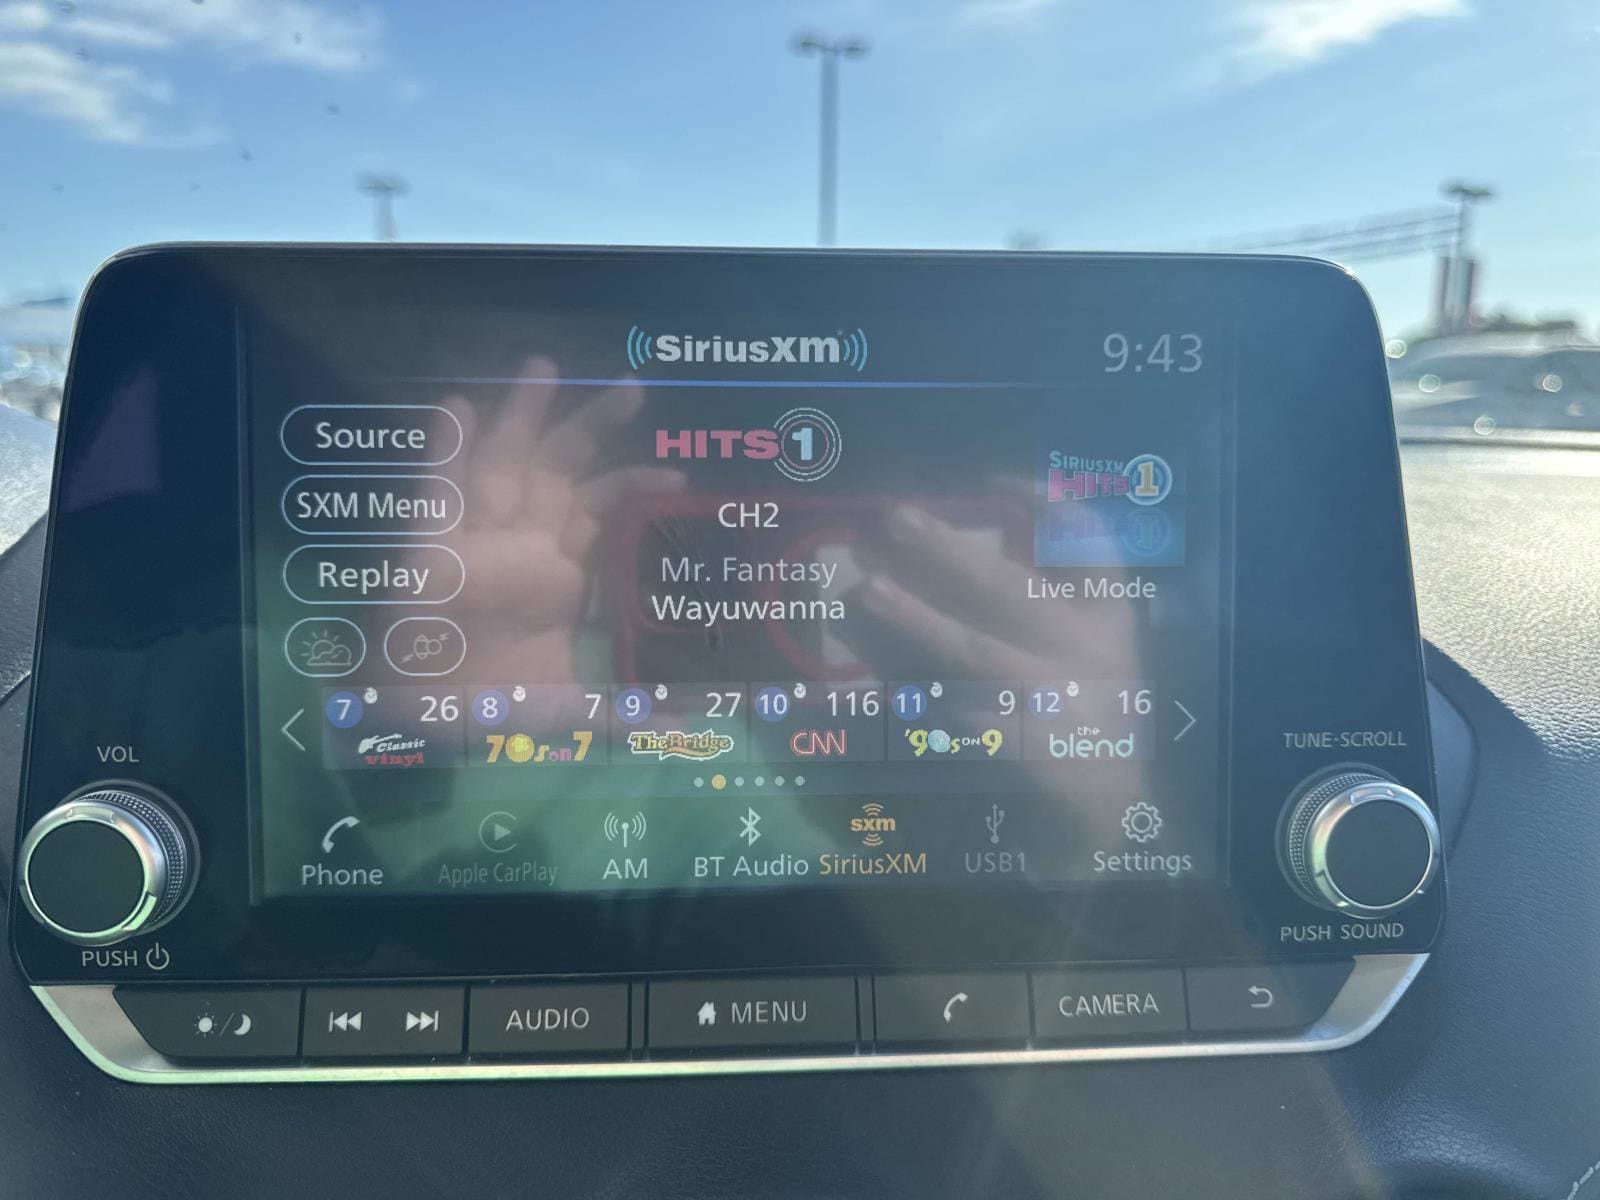 SiriusXM
9:43
Source
SXM Menu
Replay
HITS 1
CH2
Mr. Fantasy
Wayuwanna
SIRIUSXM
HITS 1
Live Mode
7 26 8 7 9 27 10 116 11 9 12 16
Classic Vinyl
70s on 7
The Bridge
CNN
'90s ON 9
the blend
Phone
Apple CarPlay
AM
BT Audio
sxm
SiriusXM
USB1
Settings
VOL
PUSH
TUNE·SCROLL
PUSH SOUND
AUDIO
MENU
CAMERA